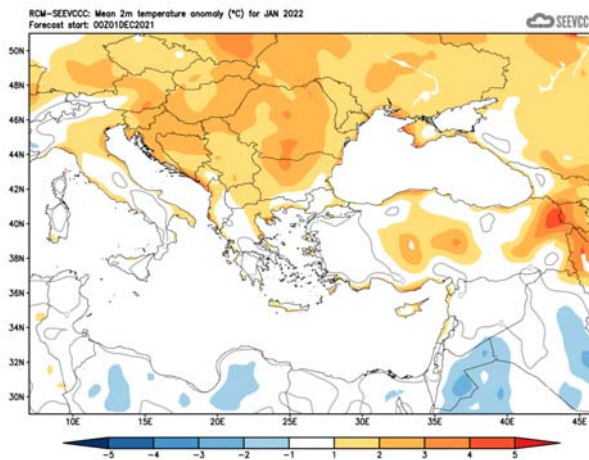 RCM-SEEVCCC: Mean 2m temperature anomaly (°C) for JAN 2022
Forecast start: 00Z01DEC2021
SEEVCCC
50N
48N
46N
44N
42N
40N
38N
36N
34N
32N
30N
10E 15E 20E 25E 30E 35E 40E 45E
-5 -4 -3 -2 -1 1 2 3 4 5